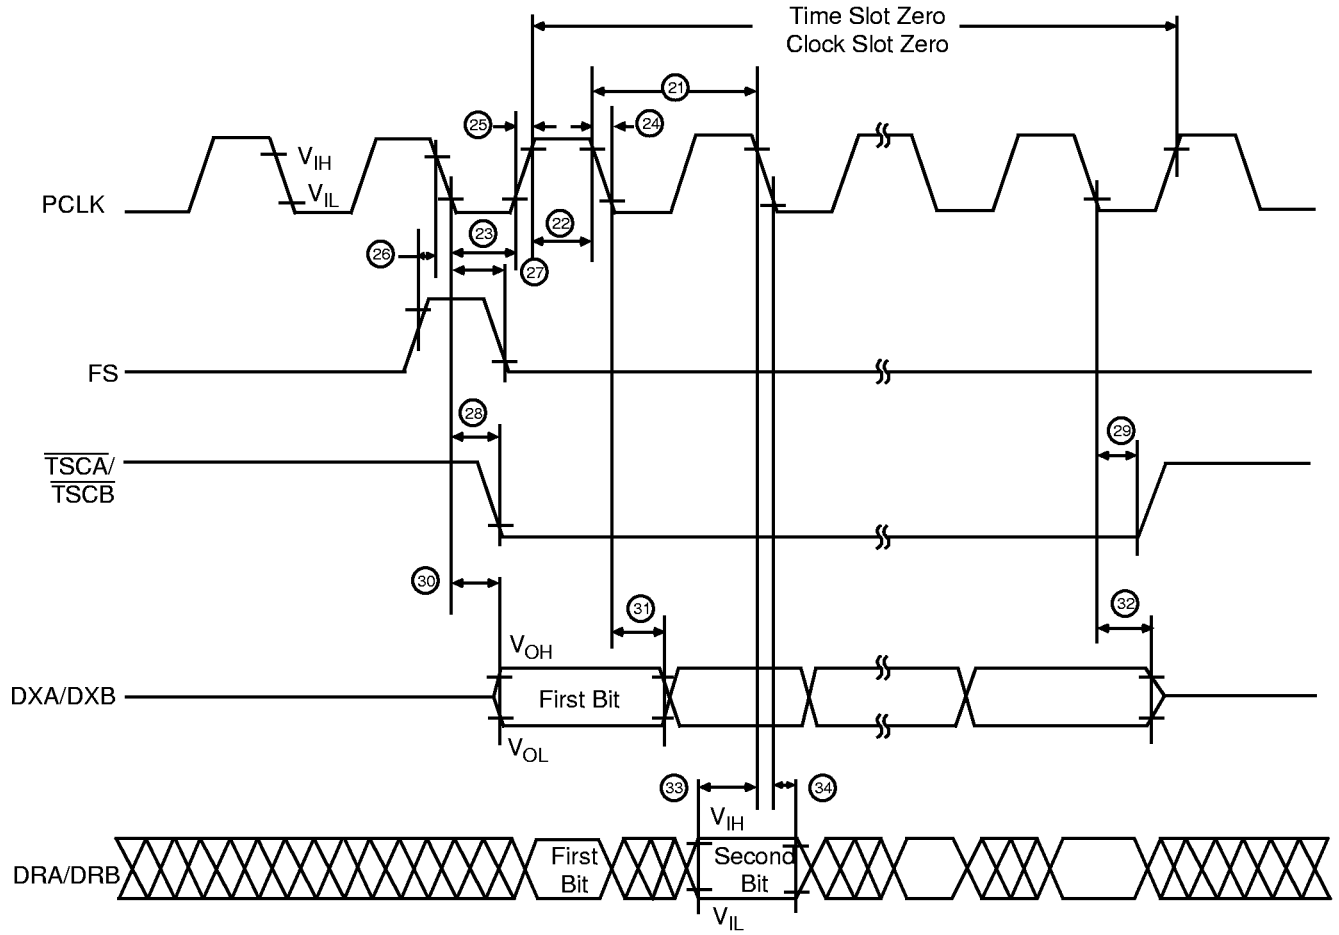 Time Slot Zero
Clock Slot Zero
21
25
24
VIH
VIL
PCLK
22
23
26
27
FS
28
29
TSCA/
TSCB
30
31
32
VOH
DXA/DXB
First Bit
VOL
33
34
VIH
DRA/DRB
First
Bit
Second
Bit
VIL